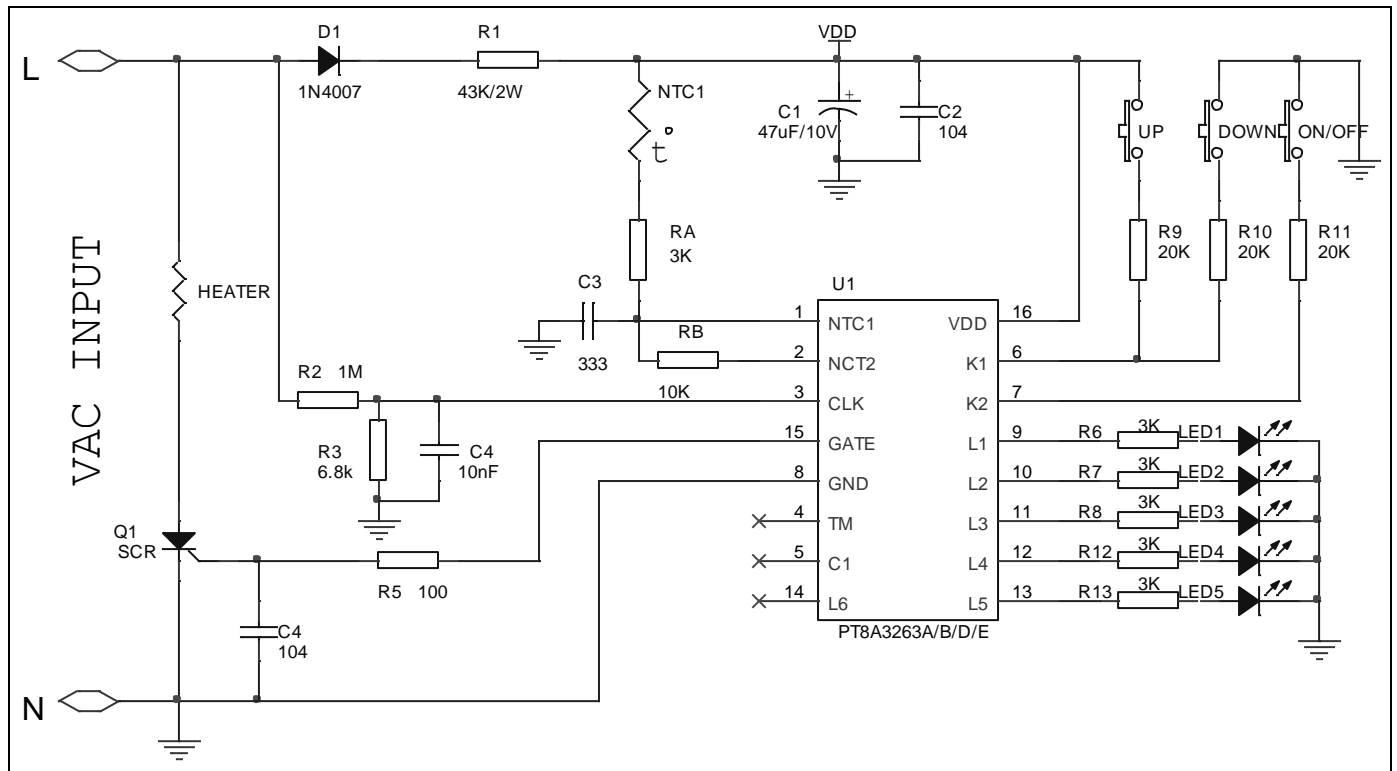 D1
R1
VDD
L
1N4007
43K/2W
NTC1
t°
C1
47uF/10V
+
C2
104
UP
DOWN
ON/OFF
RA
3K
R9
20K
R10
20K
R11
20K
VAC INPUT
HEATER
C3
333
RB
10K
U1
1 NTC1 VDD 16
2 NCT2 K1 6
3 CLK K2 7
15 GATE L1 9
8 GND L2 10
4 TM L3 11
5 C1 L4 12
14 L6 L5 13
PT8A3263A/B/D/E
R2 1M
R3
6.8k
C4
10nF
R6 3K LED1
R7 3K LED2
R8 3K LED3
R12 3K LED4
R13 3K LED5
Q1
SCR
R5 100
C4
104
N